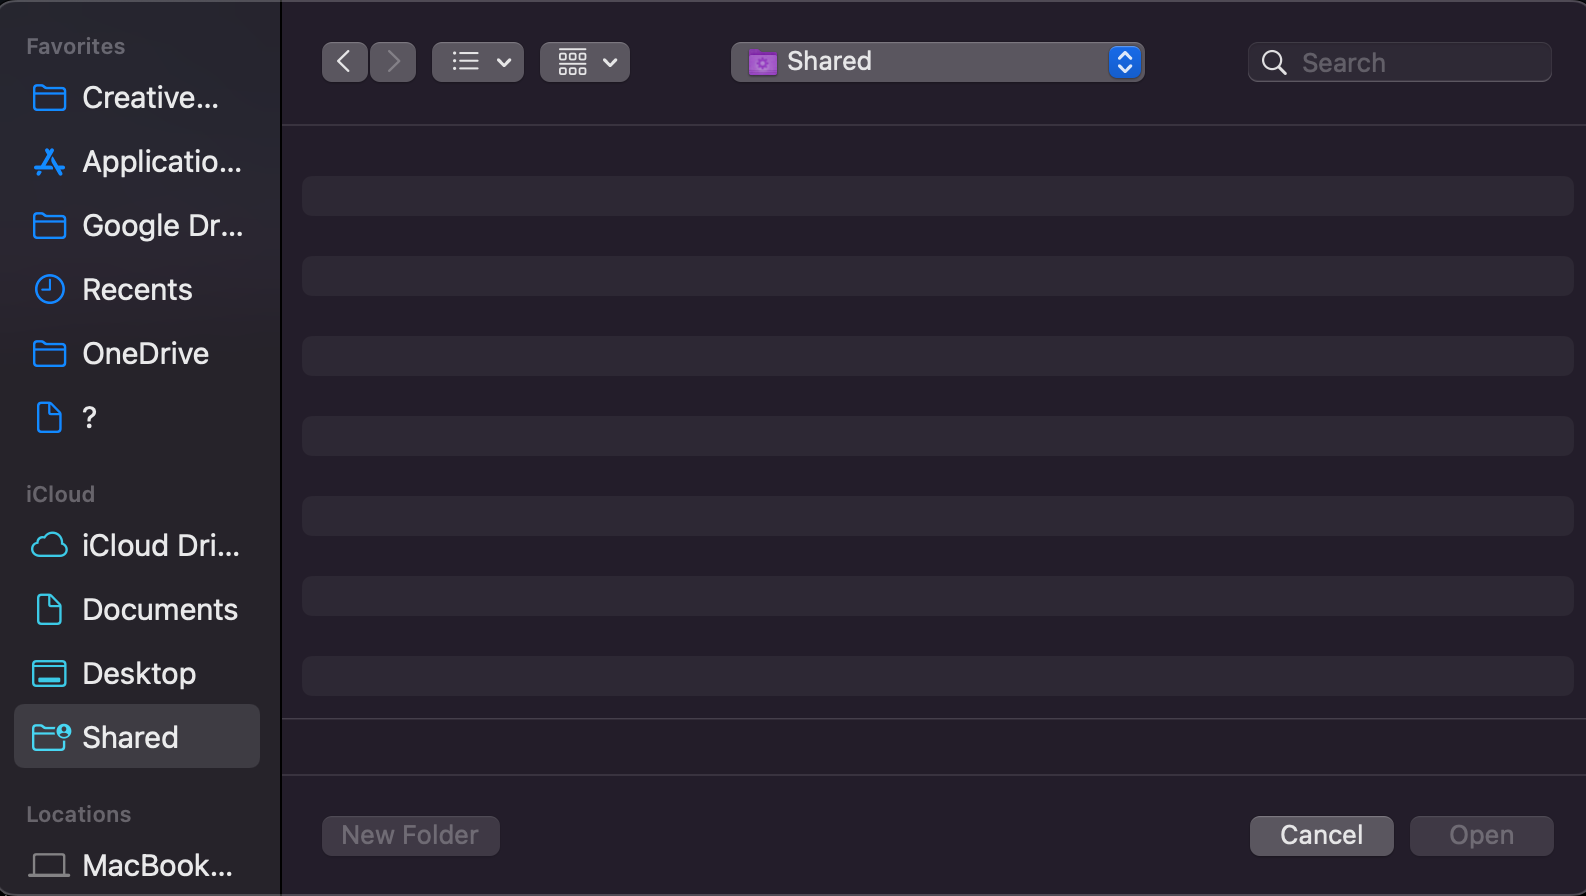 Favorites
Creative...
Applicatio...
Google Dr...
Recents
OneDrive
?
iCloud
iCloud Dri...
Documents
Desktop
Shared
Locations
MacBook...
Shared
Search
New Folder
Cancel
Open